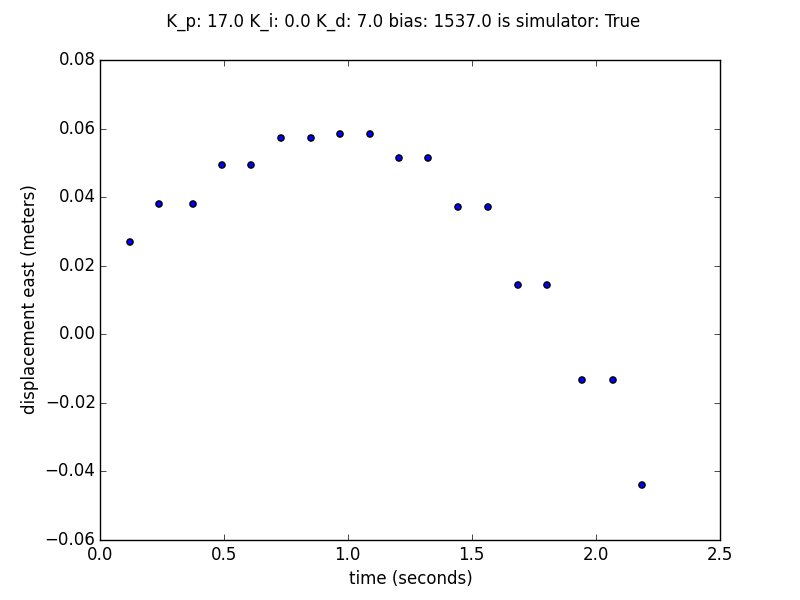 K_p: 17.0 K_i: 0.0 K_d: 7.0 bias: 1537.0 is simulator: True
displacement east (meters)
0.08
0.06
0.04
0.02
0.00
−0.02
−0.04
−0.06
0.0 0.5 1.0 1.5 2.0 2.5
time (seconds)